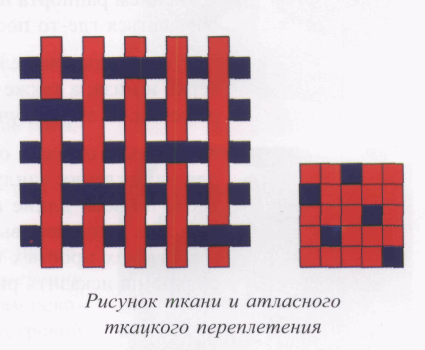 Рисунок ткани и атласного
ткацкого переплетения